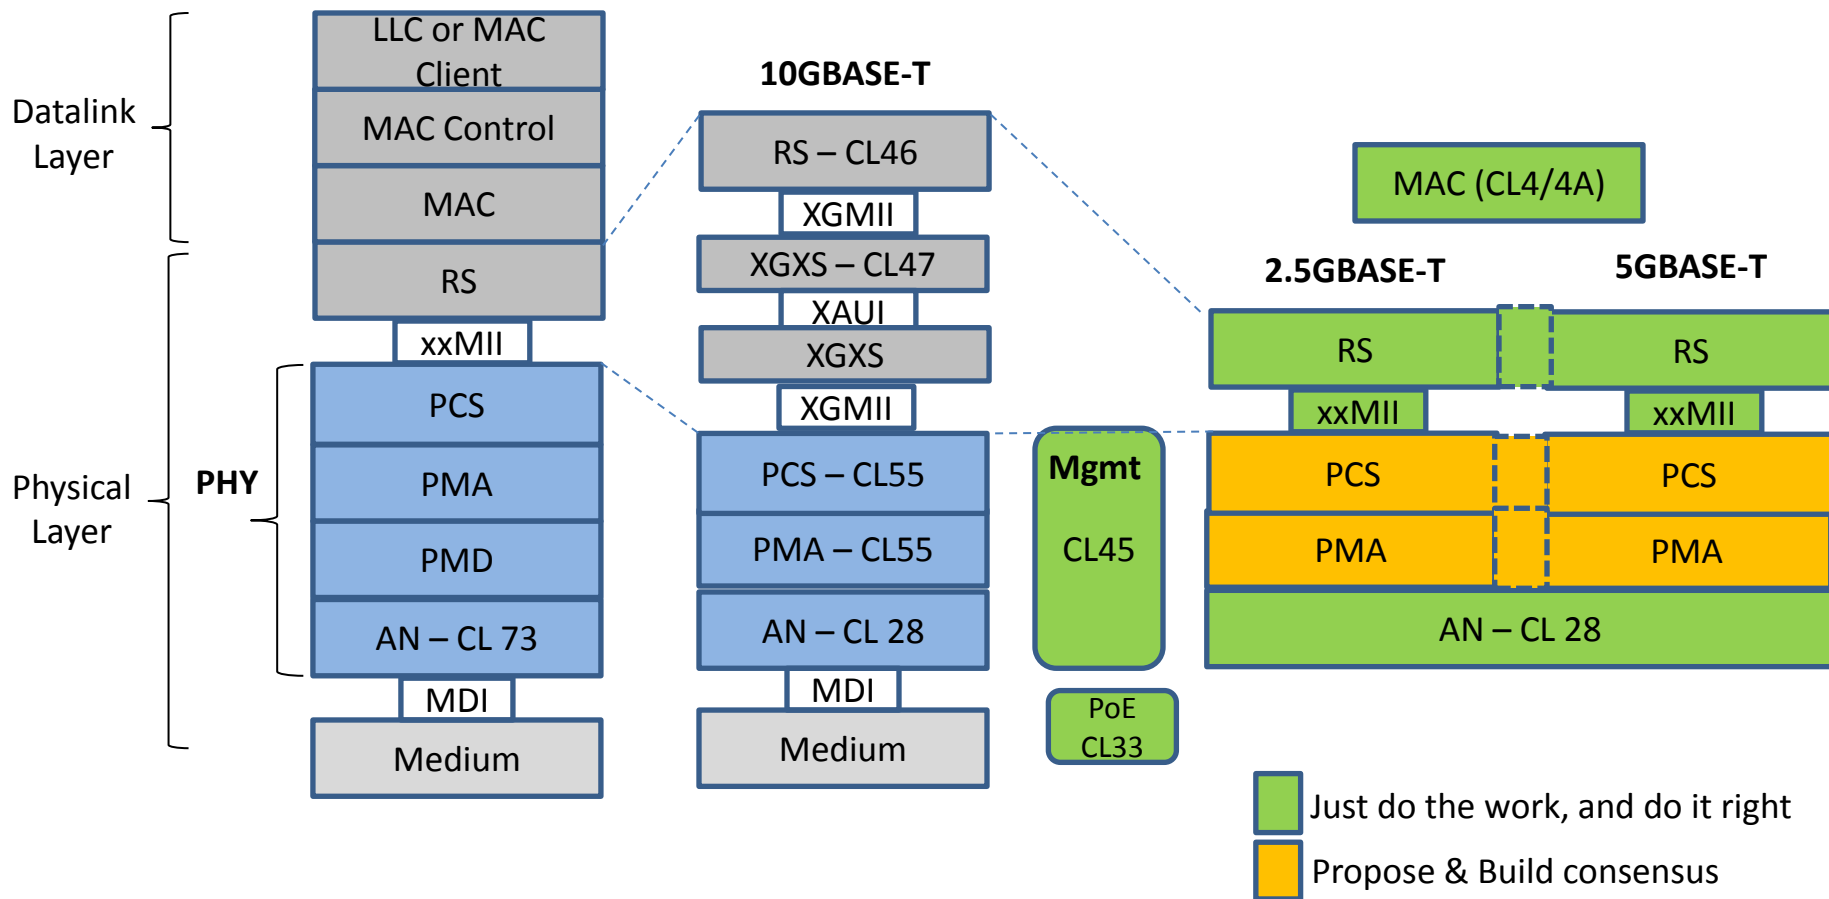 Datalink
Layer
Physical
Layer
PHY
LLC or MAC
Client
MAC Control
MAC
RS
xxMII
PCS
PMA
PMD
AN – CL 73
MDI
Medium
10GBASE-T
RS – CL46
XGMII
XGXS – CL47
XAUI
XGXS
XGMII
PCS – CL55
PMA – CL55
AN – CL 28
MDI
Medium
Mgmt
CL45
PoE
CL33
MAC (CL4/4A)
2.5GBASE-T
5GBASE-T
RS
RS
xxMII
xxMII
PCS
PCS
PMA
PMA
AN – CL 28
Just do the work, and do it right
Propose & Build consensus